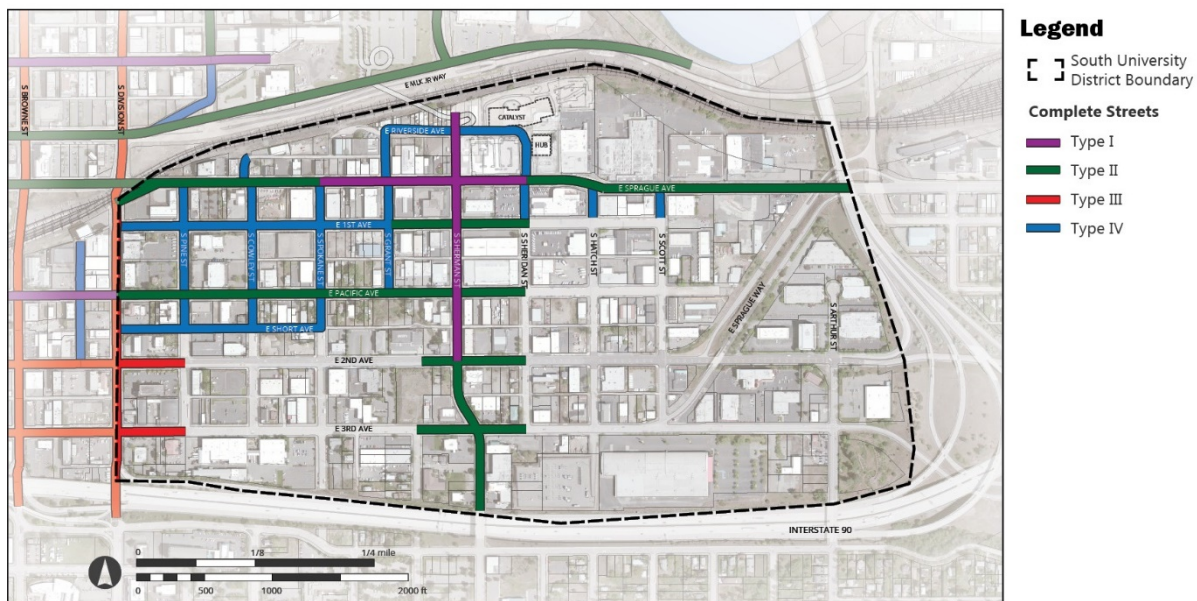 Legend
South University
District Boundary
Complete Streets
Type I
Type II
Type III
Type IV
S BROWNE ST
S DIVISION ST
E MLK JR WAY
CATALYST
HUB
E RIVERSIDE AVE
E SPRAGUE AVE
E 1ST AVE
S PINE ST
S COWLEY ST
S SPOKANE ST
S GRANT ST
S SHERMAN ST
S SHERIDAN ST
S HATCH ST
S SCOTT ST
E PACIFIC AVE
E SHORT AVE
E SPRAGUE WAY
S ARTHUR ST
E 2ND AVE
E 3RD AVE
INTERSTATE 90
0 1/8 1/4 mile
0 500 1000 2000 ft